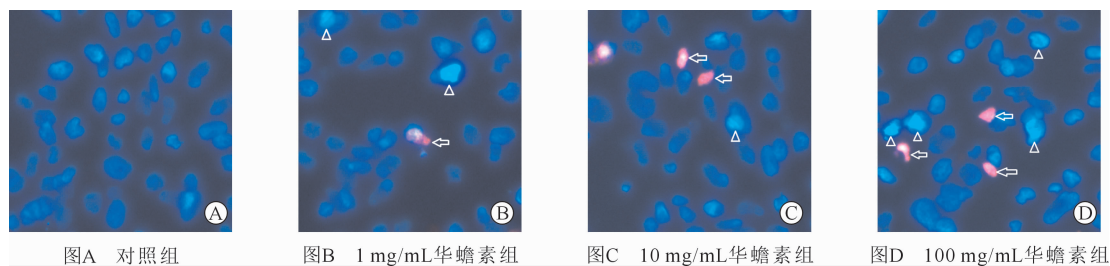 A
B
C
D
图A 对照组
图B 1 mg/mL华蟾素组
图C 10 mg/mL华蟾素组
图D 100 mg/mL华蟾素组